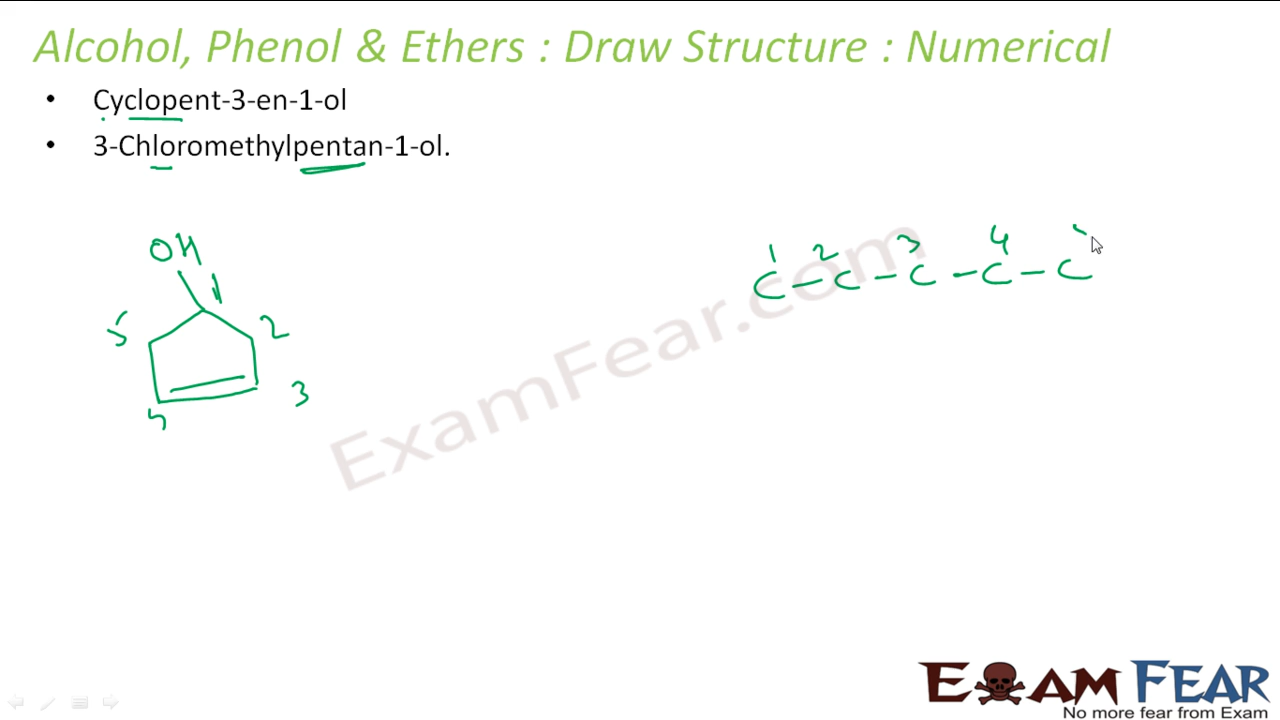 Alcohol, Phenol & Ethers : Draw Structure : Numerical
• Cyclopent-3-en-1-ol
• 3-Chloromethylpentan-1-ol.
OH
1
5
2
3
4
1 2 3 4
C - C - C - C - C
ExamFear.com
EXAM FEAR
No more fear from Exam